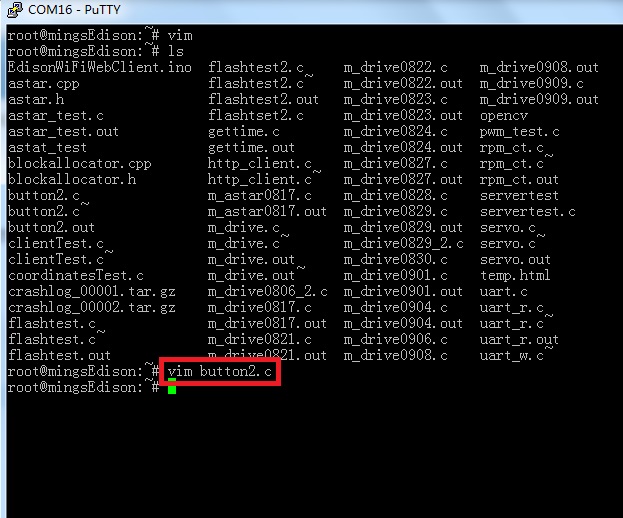 COM16 - PuTTY
root@mingsEdison:~# vim
root@mingsEdison:~# ls
EdisonWiFiWebClient.ino flashtest2.c m_drive0822.c m_drive0908.out
astar.cpp flashtest2.c~ m_drive0822.out m_drive0909.c
astar.h flashtest2.out m_drive0823.c m_drive0909.out
astar_test.c flashtset2.c m_drive0823.out opencv
astar_test.out gettime.c m_drive0824.c pwm_test.c
astat_test gettime.out m_drive0824.out rpm_ct.c
blockallocator.cpp http_client.c m_drive0827.c rpm_ct.c~
blockallocator.h http_client.c~ m_drive0827.out rpm_ct.out
button2.c m_astar0817.c m_drive0828.c servertest
button2.c~ m_astar0817.out m_drive0829.c servertest.c
button2.out m_drive.c m_drive0829.out servo.c
clientTest.c m_drive.c~ m_drive0829_2.c servo.c~
clientTest.c~ m_drive.out m_drive0830.c servo.out
coordinatesTest.c m_drive.out~ m_drive0901.c temp.html
crashlog_00001.tar.gz m_drive0806_2.c m_drive0901.out uart.c
crashlog_00002.tar.gz m_drive0817.c m_drive0904.c uart_r.c
flashtest.c m_drive0817.out m_drive0904.out uart_r.c~
flashtest.c~ m_drive0821.c m_drive0906.c uart_r.out
flashtest.out m_drive0821.out m_drive0908.c uart_w.c~
root@mingsEdison:~# vim button2.c
root@mingsEdison:~#